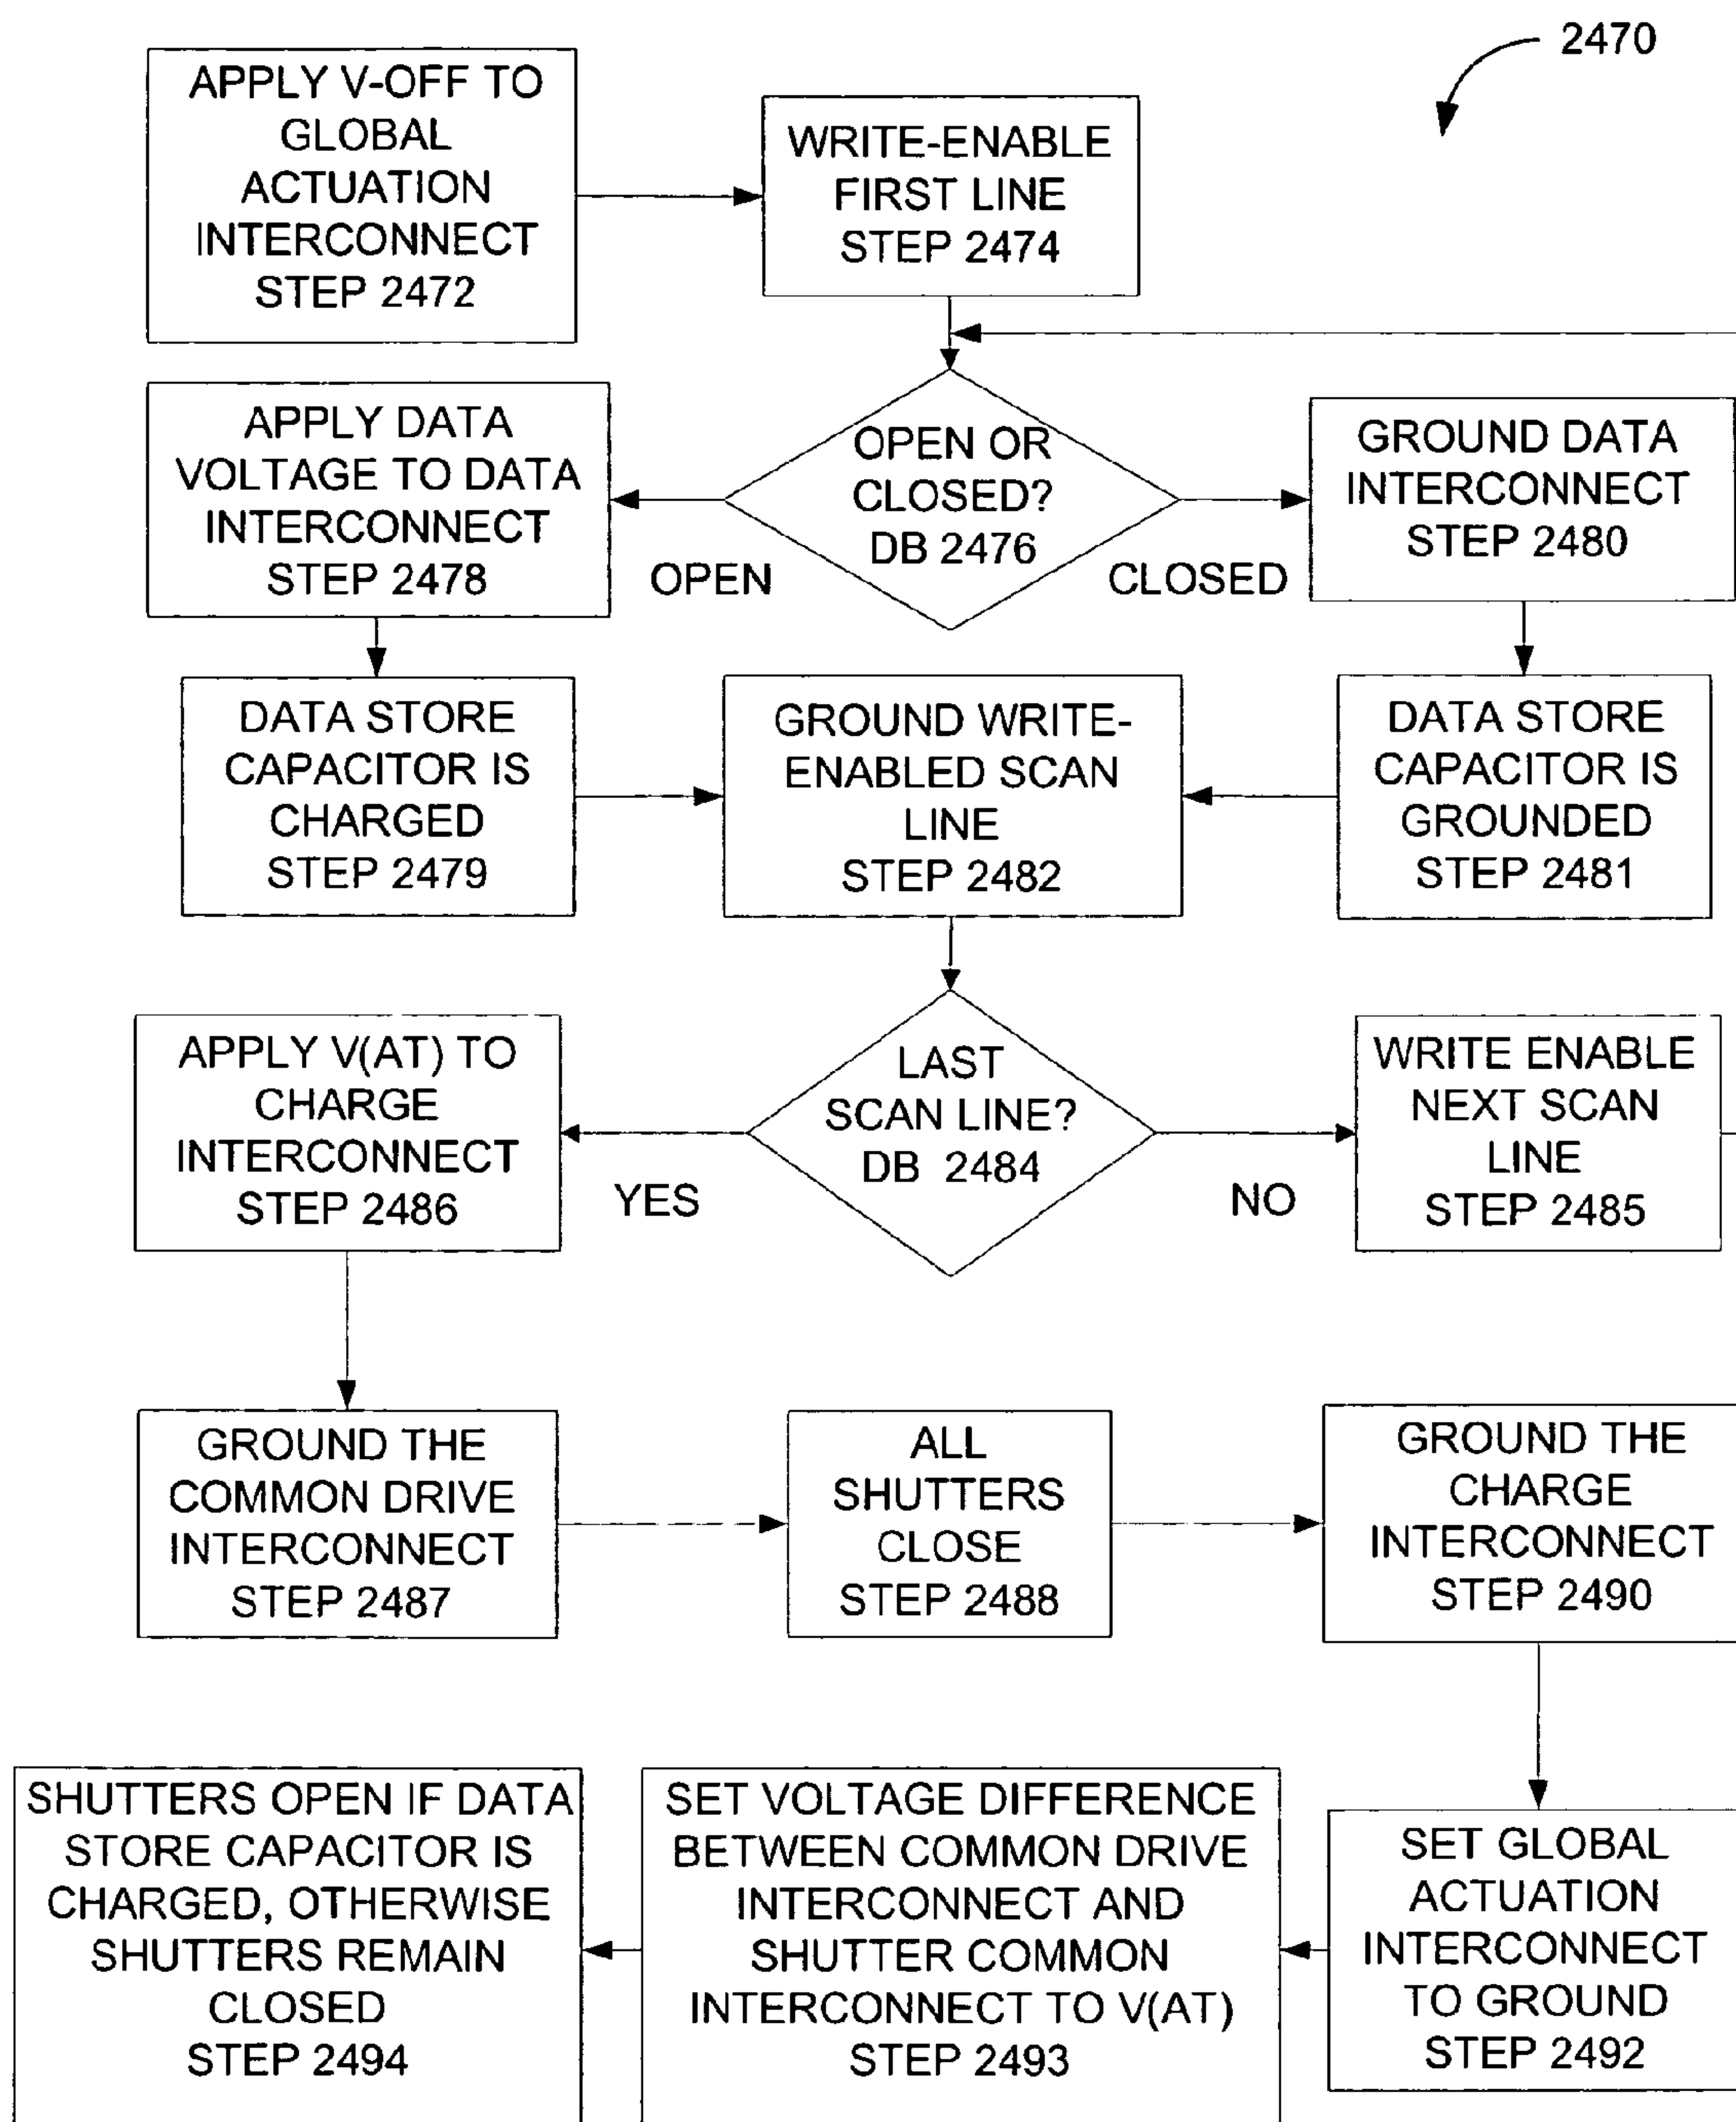 2470
APPLY V-OFF TO
GLOBAL
ACTUATION
INTERCONNECT
STEP 2472
WRITE-ENABLE
FIRST LINE
STEP 2474
APPLY DATA
VOLTAGE TO DATA
INTERCONNECT
STEP 2478
OPEN OR
CLOSED?
DB 2476
OPEN
CLOSED
GROUND DATA
INTERCONNECT
STEP 2480
DATA STORE
CAPACITOR IS
CHARGED
STEP 2479
GROUND WRITE-
ENABLED SCAN
LINE
STEP 2482
DATA STORE
CAPACITOR IS
GROUNDED
STEP 2481
APPLY V(AT) TO
CHARGE
INTERCONNECT
STEP 2486
LAST
SCAN LINE?
DB 2484
YES
NO
WRITE ENABLE
NEXT SCAN
LINE
STEP 2485
GROUND THE
COMMON DRIVE
INTERCONNECT
STEP 2487
ALL
SHUTTERS
CLOSE
STEP 2488
GROUND THE
CHARGE
INTERCONNECT
STEP 2490
SHUTTERS OPEN IF DATA
STORE CAPACITOR IS
CHARGED, OTHERWISE
SHUTTERS REMAIN
CLOSED
STEP 2494
SET VOLTAGE DIFFERENCE
BETWEEN COMMON DRIVE
INTERCONNECT AND
SHUTTER COMMON
INTERCONNECT TO V(AT)
STEP 2493
SET GLOBAL
ACTUATION
INTERCONNECT
TO GROUND
STEP 2492